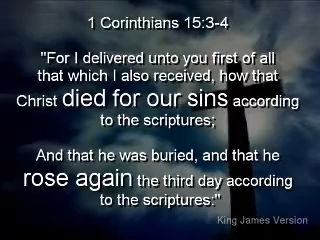 1 Corinthians 15:3-4
"For I delivered unto you first of all
that which I also received, how that
Christ died for our sins according
to the scriptures;
And that he was buried, and that he
rose again the third day according
to the scriptures:"
King James Version